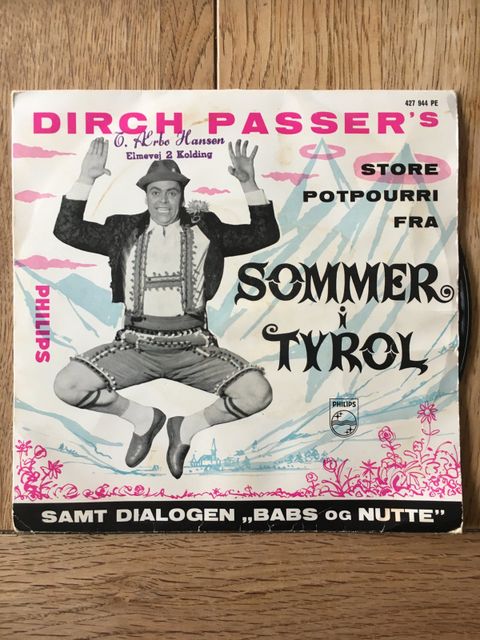 427 944 PE
DIRCH PASSER's
O. Ærbo Hansen
Elmevej 2 Kolding
STORE
POTPOURRI
FRA
SOMMER
i
TYROL
PHILIPS
PHILIPS
SAMT DIALOGEN „BABS OG NUTTE”